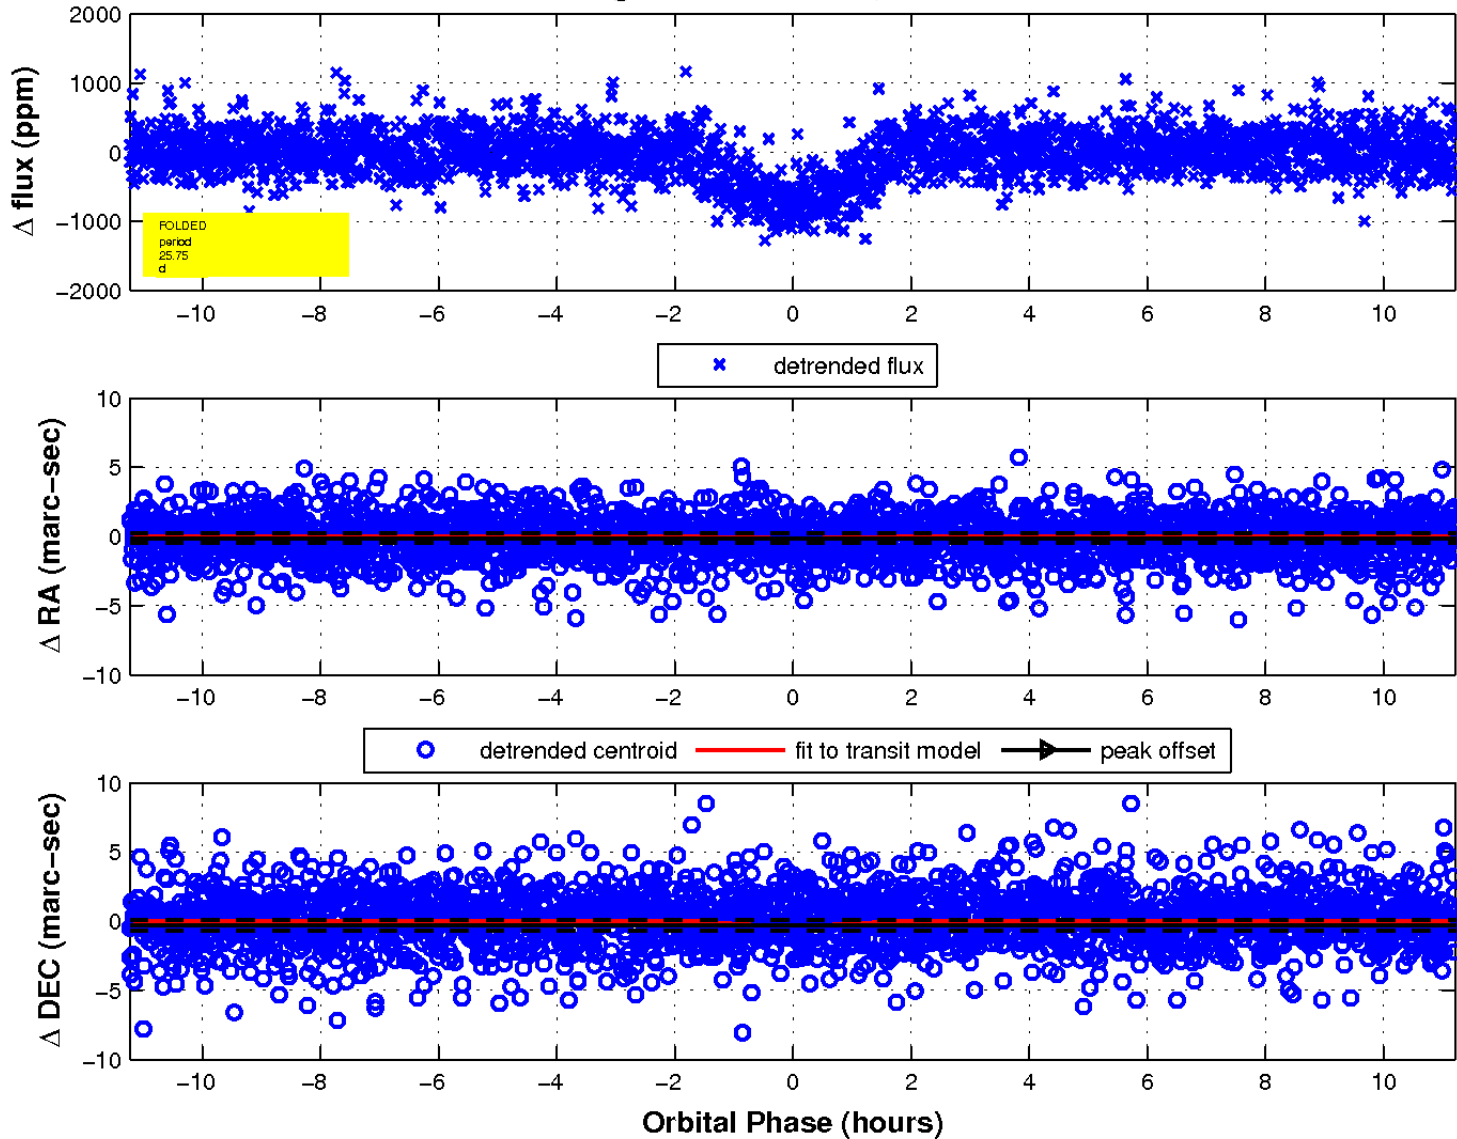 2000
1000
0
−1000
−2000
Δ flux (ppm)
FOLDED
period
25.75
d
−10 −8 −6 −4 −2 0 2 4 6 8 10
detrended flux
10
5
0
−5
−10
Δ RA (marc−sec)
−10 −8 −6 −4 −2 0 2 4 6 8 10
detrended centroid fit to transit model peak offset
10
5
0
−5
−10
Δ DEC (marc−sec)
−10 −8 −6 −4 −2 0 2 4 6 8 10
Orbital Phase (hours)